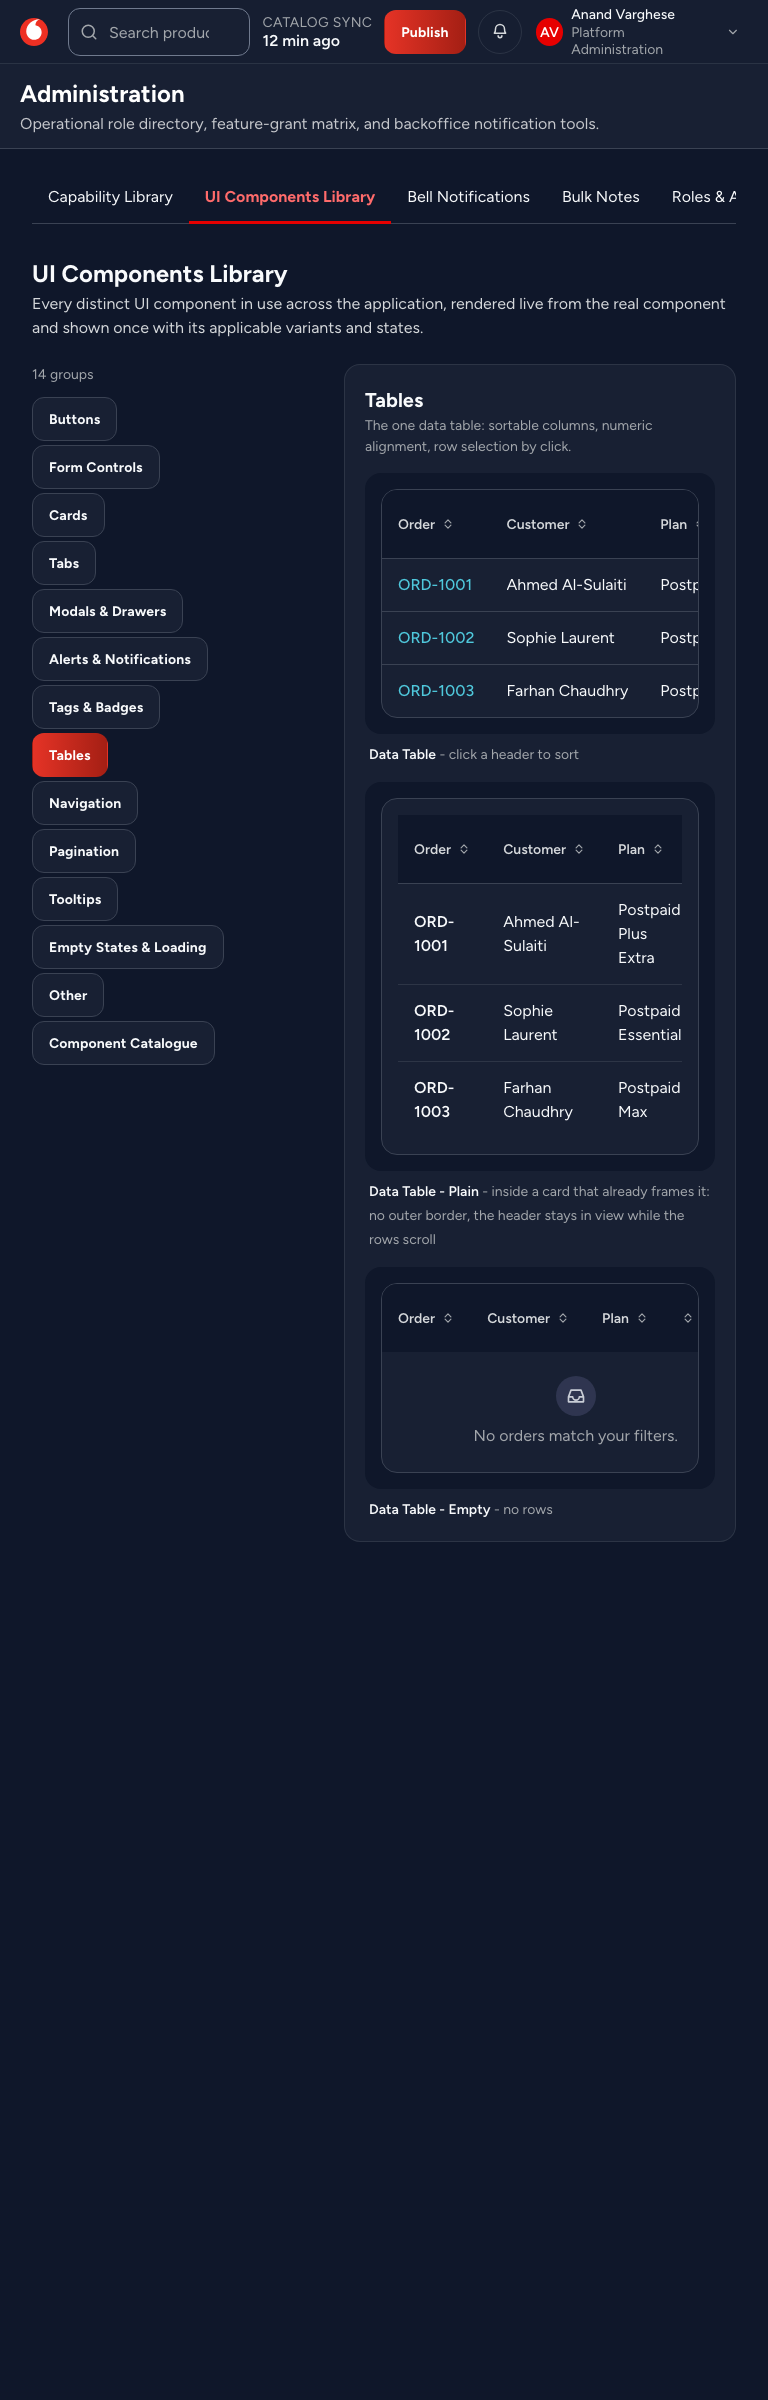 Search produc
CATALOG SYNC
12 min ago
Publish
AV
Anand Varghese
Platform
Administration
Administration
Operational role directory, feature-grant matrix, and backoffice notification tools.
Capability Library
UI Components Library
Bell Notifications
Bulk Notes
Roles & A
UI Components Library
Every distinct UI component in use across the application, rendered live from the real component
and shown once with its applicable variants and states.
14 groups
Buttons
Form Controls
Cards
Tabs
Modals & Drawers
Alerts & Notifications
Tags & Badges
Tables
Navigation
Pagination
Tooltips
Empty States & Loading
Other
Component Catalogue
Tables
The one data table: sortable columns, numeric
alignment, row selection by click.
Order Customer Plan
ORD-1001 Ahmed Al-Sulaiti Postp
ORD-1002 Sophie Laurent Postp
ORD-1003 Farhan Chaudhry Postp
Data Table - click a header to sort
Order Customer Plan
ORD-
1001
Ahmed Al-
Sulaiti
Postpaid
Plus
Extra
ORD-
1002
Sophie
Laurent
Postpaid
Essential
ORD-
1003
Farhan
Chaudhry
Postpaid
Max
Data Table - Plain - inside a card that already frames it:
no outer border, the header stays in view while the
rows scroll
Order Customer Plan
No orders match your filters.
Data Table - Empty - no rows